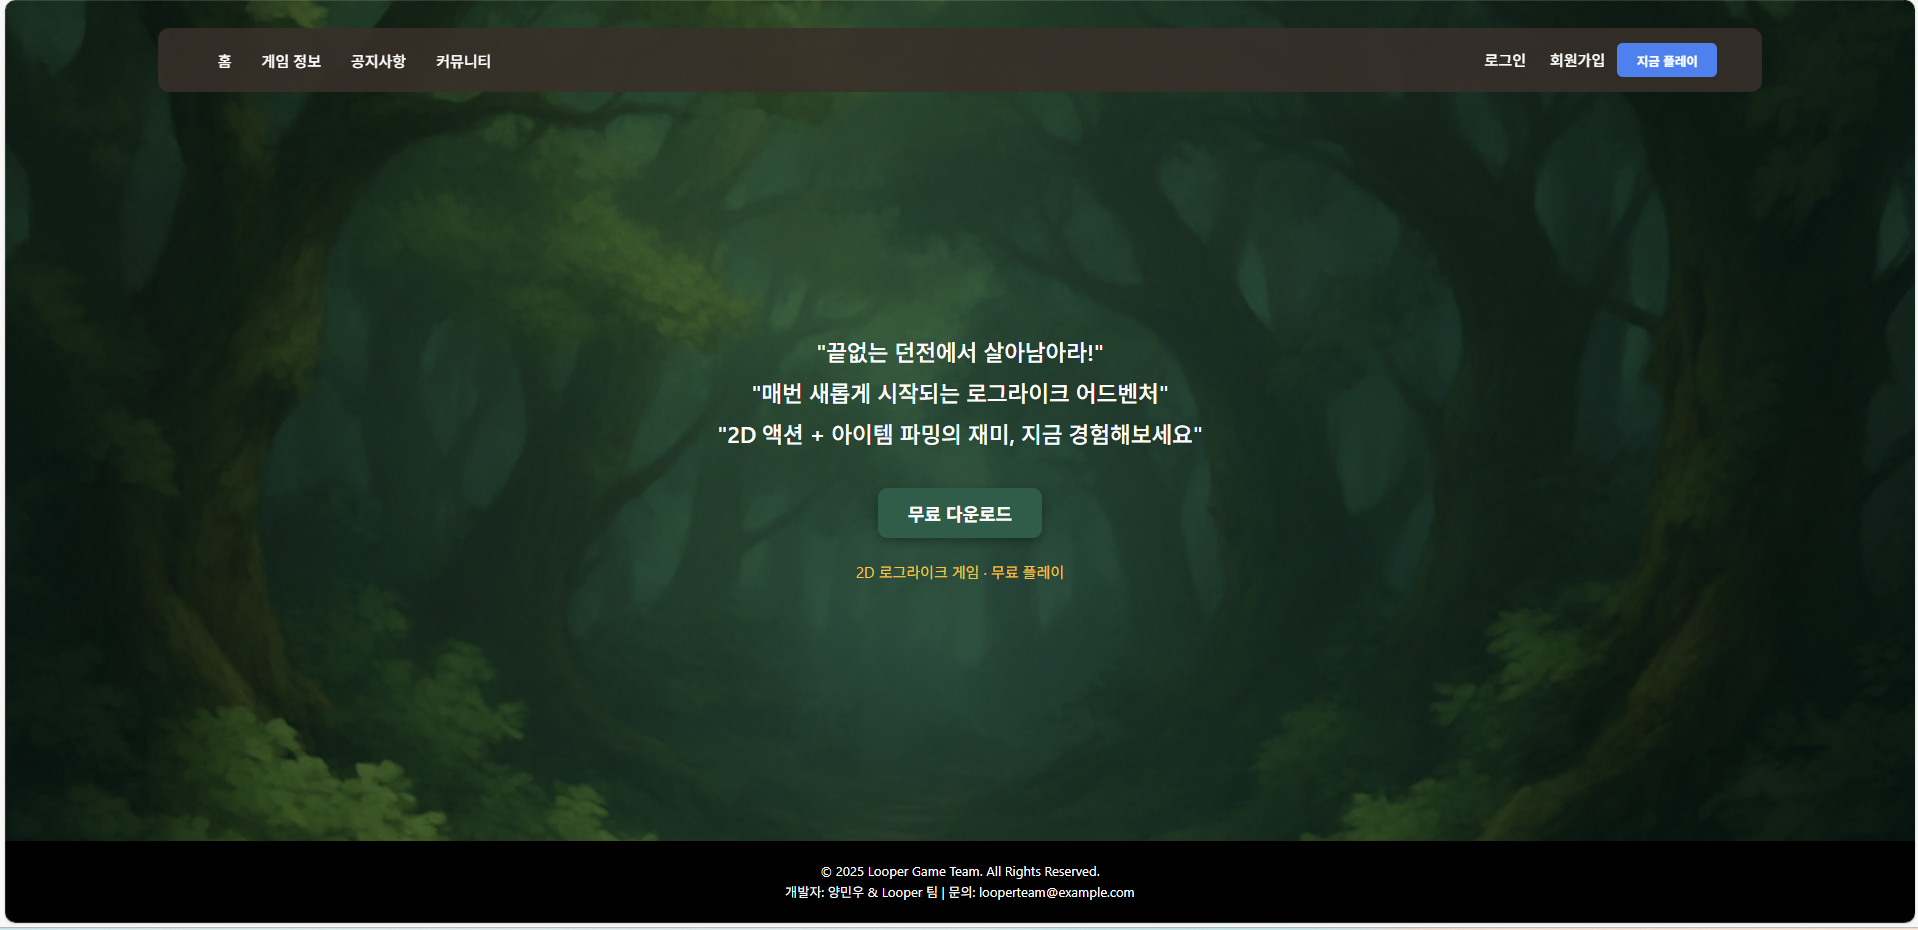 홈 게임 정보 공지사항 커뮤니티 로그인 회원가입 지금 플레이
"끝없는 던전에서 살아남아라!"
"매번 새롭게 시작되는 로그라이크 어드벤처"
"2D 액션 + 아이템 파밍의 재미, 지금 경험해보세요"
무료 다운로드
2D 로그라이크 게임 · 무료 플레이
© 2025 Looper Game Team. All Rights Reserved.
개발자: 양민우 & Looper 팀 | 문의: looperteam@example.com